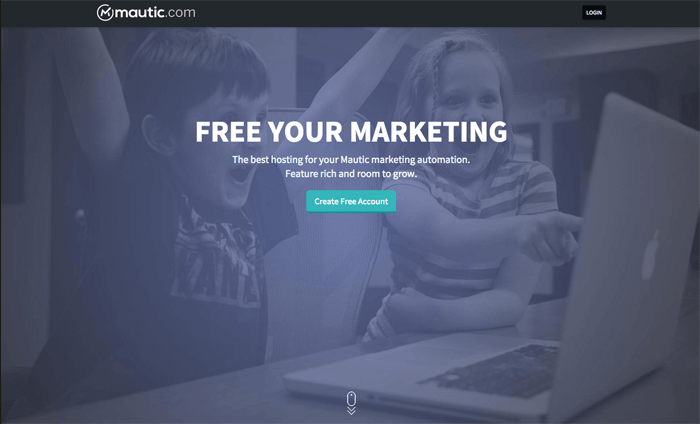 mautic.com
LOGIN
FREE YOUR MARKETING
The best hosting for your Mautic marketing automation.
Feature rich and room to grow.
Create Free Account